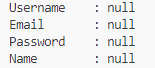 Username : null
Email : null
Password : null
Name : null